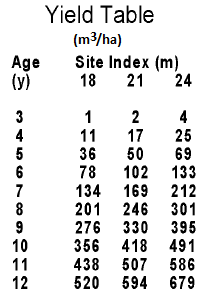 Yield Table
(m³/ha)
Age Site Index (m)
(y) 18 21 24
3 1 2 4
4 11 17 25
5 36 50 69
6 78 102 133
7 134 169 212
8 201 246 301
9 276 330 395
10 356 418 491
11 438 507 586
12 520 594 679